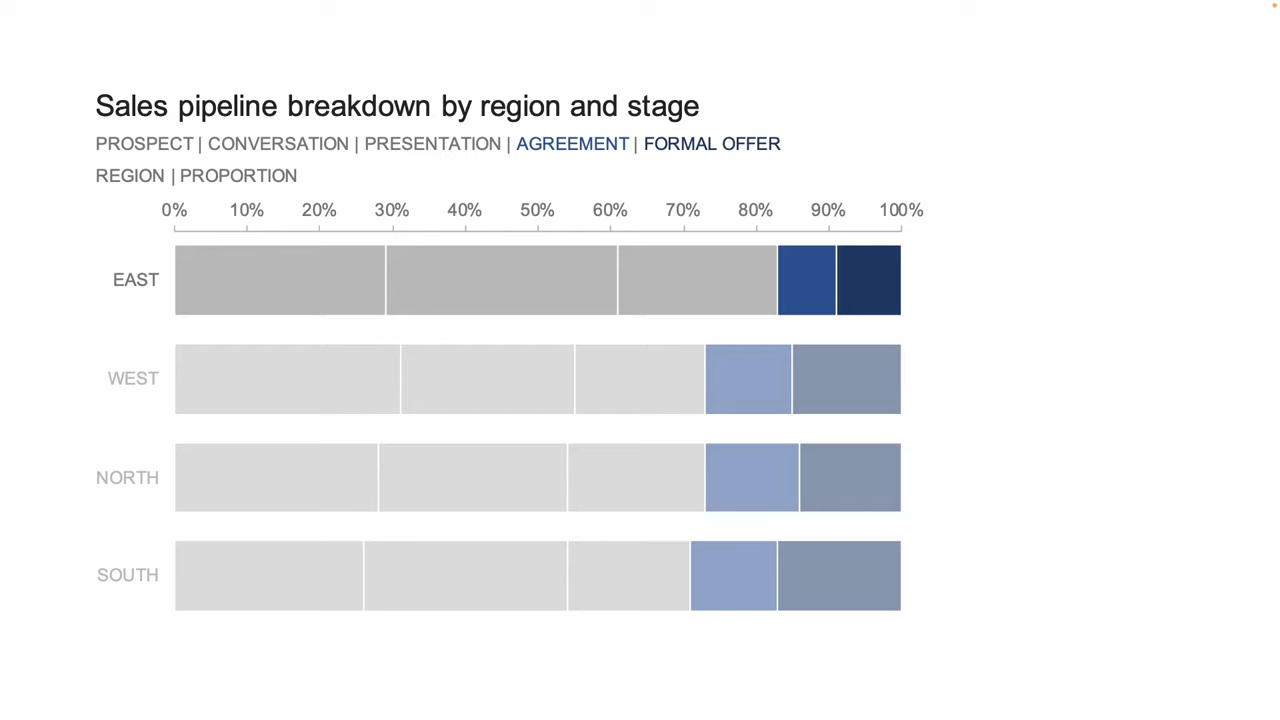 Sales pipeline breakdown by region and stage
PROSPECT | CONVERSATION | PRESENTATION | AGREEMENT | FORMAL OFFER
REGION | PROPORTION
0% 10% 20% 30% 40% 50% 60% 70% 80% 90% 100%
EAST
WEST
NORTH
SOUTH